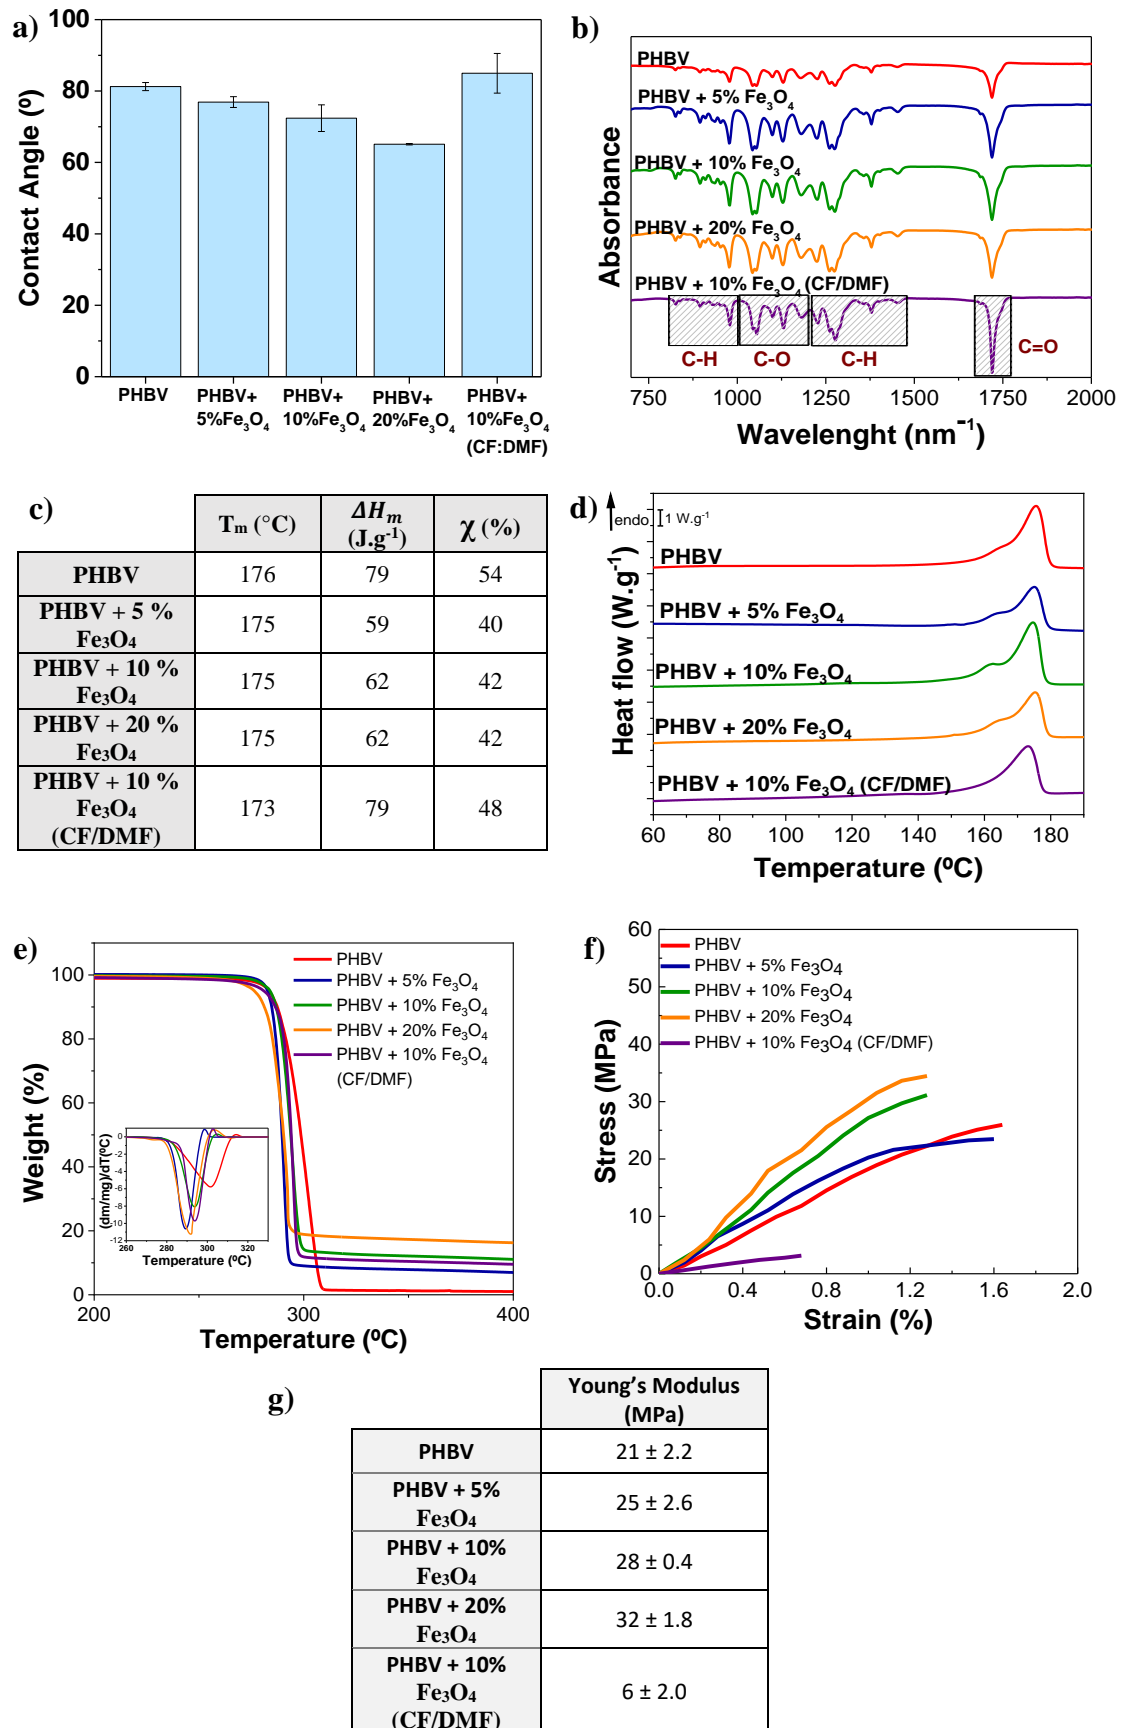 a)
Contact Angle (º)
100
80
60
40
20
0
PHBV
PHBV+
5%Fe₃O₄
PHBV+
10%Fe₃O₄
PHBV+
20%Fe₃O₄
PHBV+
10%Fe₃O₄
(CF:DMF)
b)
Absorbance
PHBV
PHBV + 5% Fe₃O₄
PHBV + 10% Fe₃O₄
PHBV + 20% Fe₃O₄
PHBV + 10% Fe₃O₄ (CF/DMF)
C-H
C-O
C-H
C=O
750 1000 1250 1500 1750 2000
Wavelenght (nm⁻¹)
c)
Tₘ (°C) ΔHₘ (J.g⁻¹) χ (%)
PHBV 176 79 54
PHBV + 5 % Fe₃O₄ 175 59 40
PHBV + 10 % Fe₃O₄ 175 62 42
PHBV + 20 % Fe₃O₄ 175 62 42
PHBV + 10 % Fe₃O₄ (CF/DMF) 173 79 48
d)
Heat flow (W.g⁻¹)
endo 1 W.g⁻¹
PHBV
PHBV + 5% Fe₃O₄
PHBV + 10% Fe₃O₄
PHBV + 20% Fe₃O₄
PHBV + 10% Fe₃O₄ (CF/DMF)
60 80 100 120 140 160 180
Temperature (ºC)
e)
Weight (%)
100
80
60
40
20
0
PHBV
PHBV + 5% Fe₃O₄
PHBV + 10% Fe₃O₄
PHBV + 20% Fe₃O₄
PHBV + 10% Fe₃O₄
(CF/DMF)
(dm/mg)/dT(ºC)
0
-2
-4
-6
-8
-10
-12
260 280 300 320
Temperature (ºC)
200 300 400
Temperature (ºC)
f)
Stress (MPa)
60
50
40
30
20
10
0
PHBV
PHBV + 5% Fe₃O₄
PHBV + 10% Fe₃O₄
PHBV + 20% Fe₃O₄
PHBV + 10% Fe₃O₄ (CF/DMF)
0.0 0.4 0.8 1.2 1.6 2.0
Strain (%)
g)
Young’s Modulus
(MPa)
PHBV 21 ± 2.2
PHBV + 5% Fe₃O₄ 25 ± 2.6
PHBV + 10% Fe₃O₄ 28 ± 0.4
PHBV + 20% Fe₃O₄ 32 ± 1.8
PHBV + 10% Fe₃O₄ (CF/DMF) 6 ± 2.0